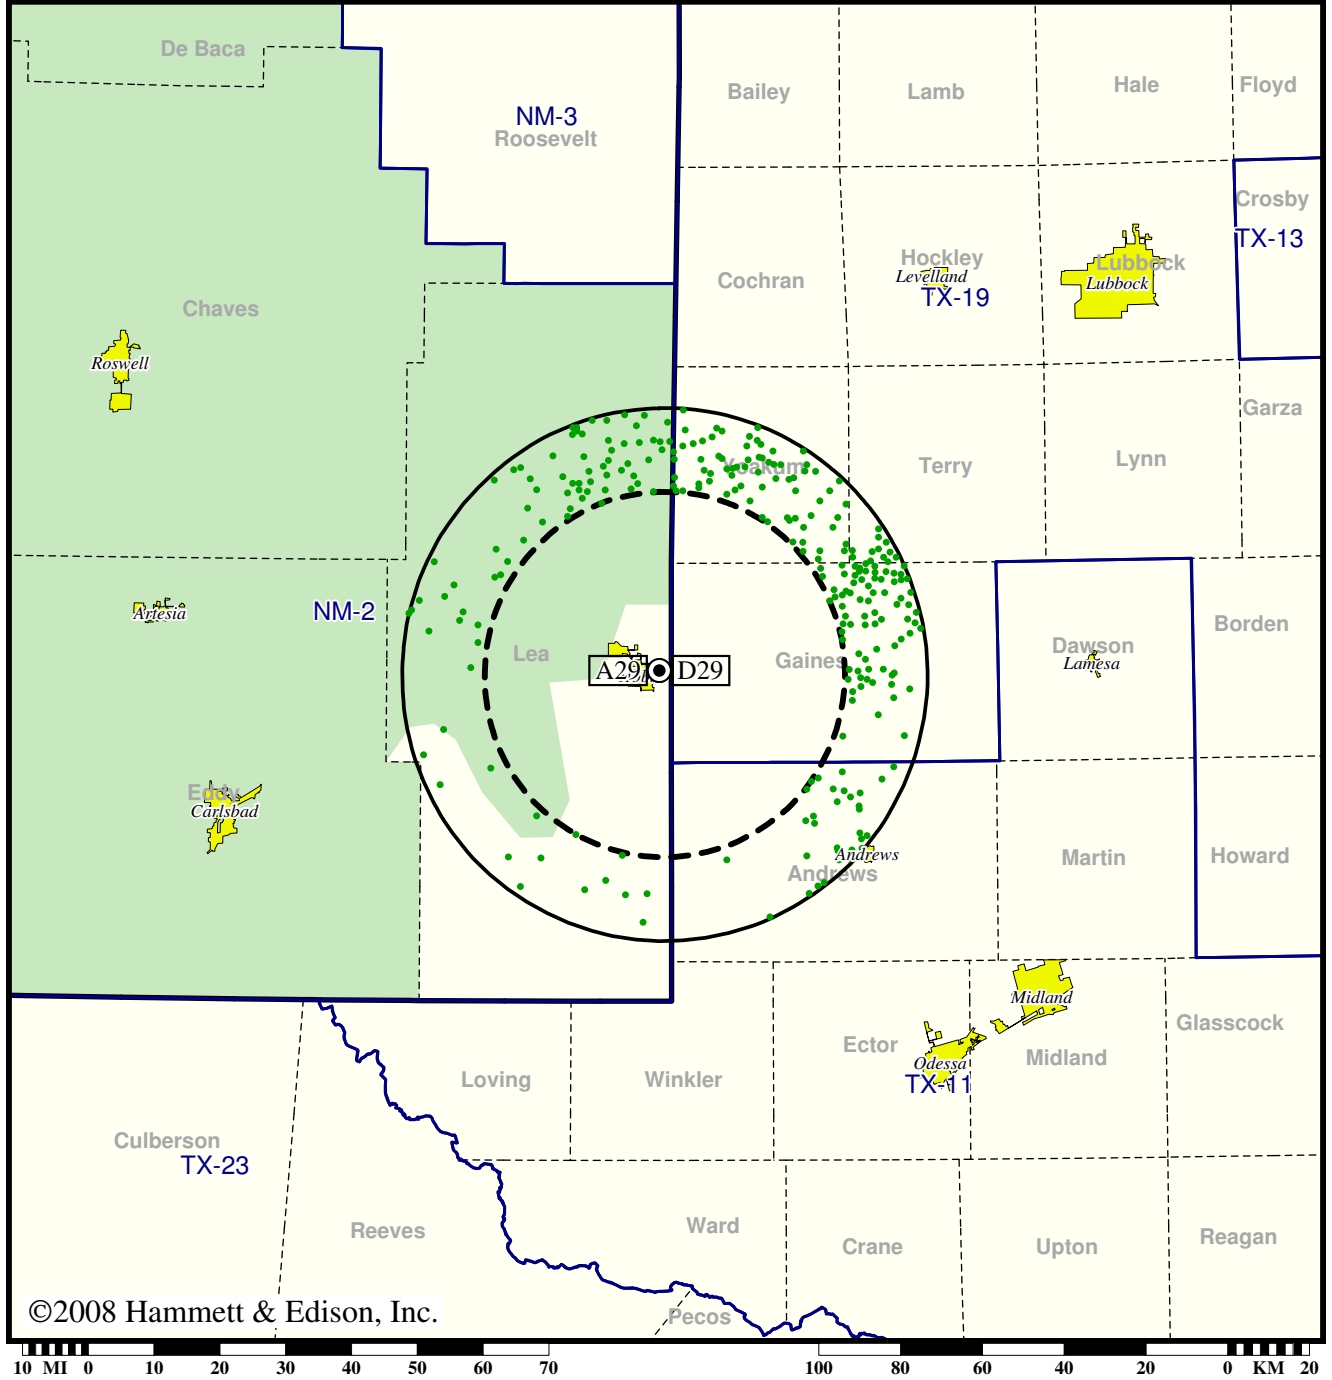 De Baca
Bailey
Lamb
Hale
Floyd
NM-3
Roosevelt
Crosby
TX-13
Hockley
Levelland
TX-19
Cochran
Lubbock
Lubbock
Chaves
Roswell
Garza
Yoakum
Terry
Lynn
Artesia
NM-2
Lea
A29
D29
Gaines
Dawson
Lamesa
Borden
Eddy
Carlsbad
Andrews
Andrews
Martin
Howard
Midland
Glasscock
Ector
Odessa
TX-11
Midland
Loving
Winkler
Culberson
TX-23
Reeves
Ward
Crane
Upton
Reagan
Pecos
©2008 Hammett & Edison, Inc.
10 MI 0 10 20 30 40 50 60 70 100 80 60 40 20 0 KM 20